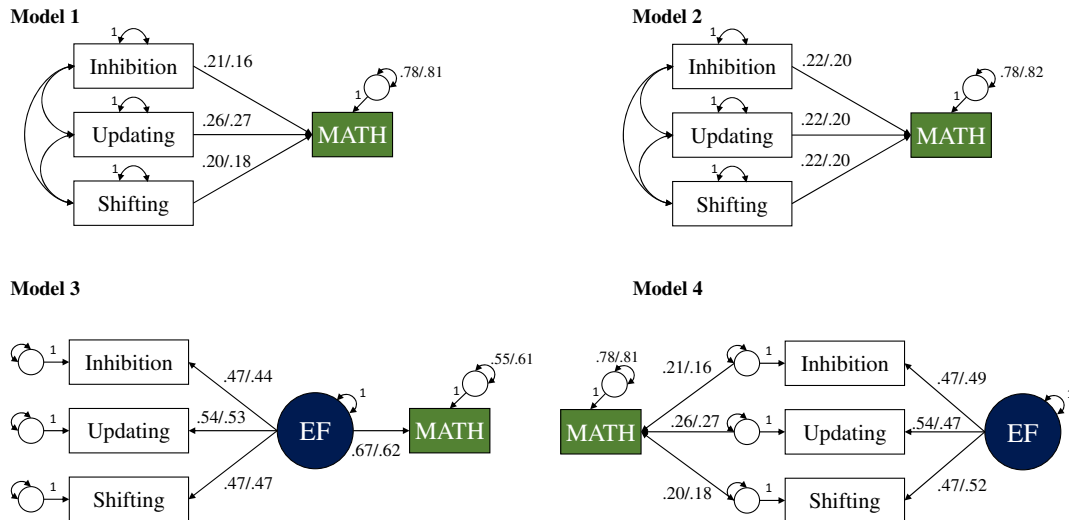 Model 1
1
Inhibition
.21/.16
.78/.81
1
1
Updating
.26/.27
MATH
1
Shifting
.20/.18
Model 2
1
Inhibition
.22/.20
.78/.82
1
1
Updating
.22/.20
MATH
1
Shifting
.22/.20
Model 3
1
Inhibition
.47/.44
.55/.61
1
1
1
Updating
.54/.53
EF
.67/.62
MATH
1
Shifting
.47/.47
Model 4
.78/.81
1
.21/.16
1
Inhibition
.47/.49
1
MATH
.26/.27
1
Updating
.54/.47
EF
.20/.18
1
Shifting
.47/.52